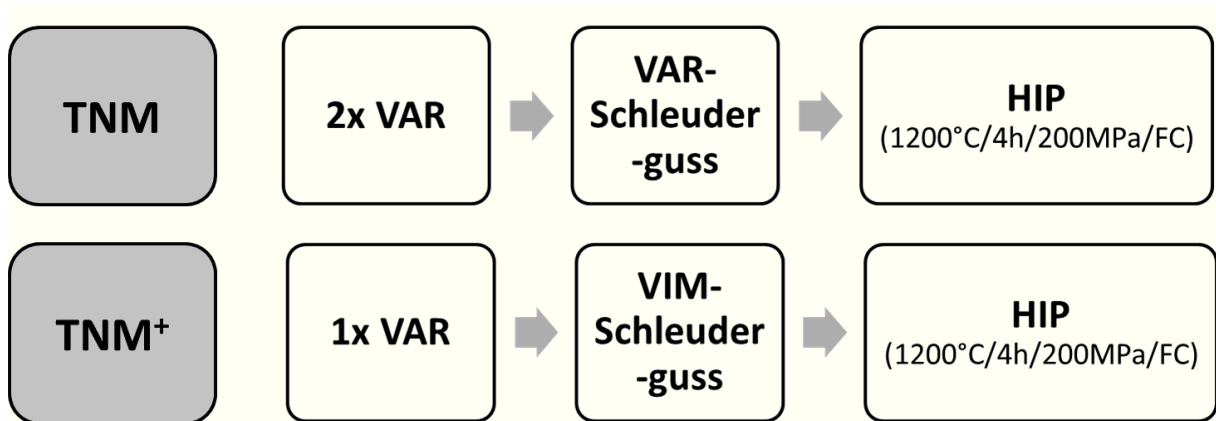 TNM
2x VAR
VAR-
Schleuder
-guss
HIP
(1200°C/4h/200MPa/FC)
TNM⁺
1x VAR
VIM-
Schleuder
-guss
HIP
(1200°C/4h/200MPa/FC)